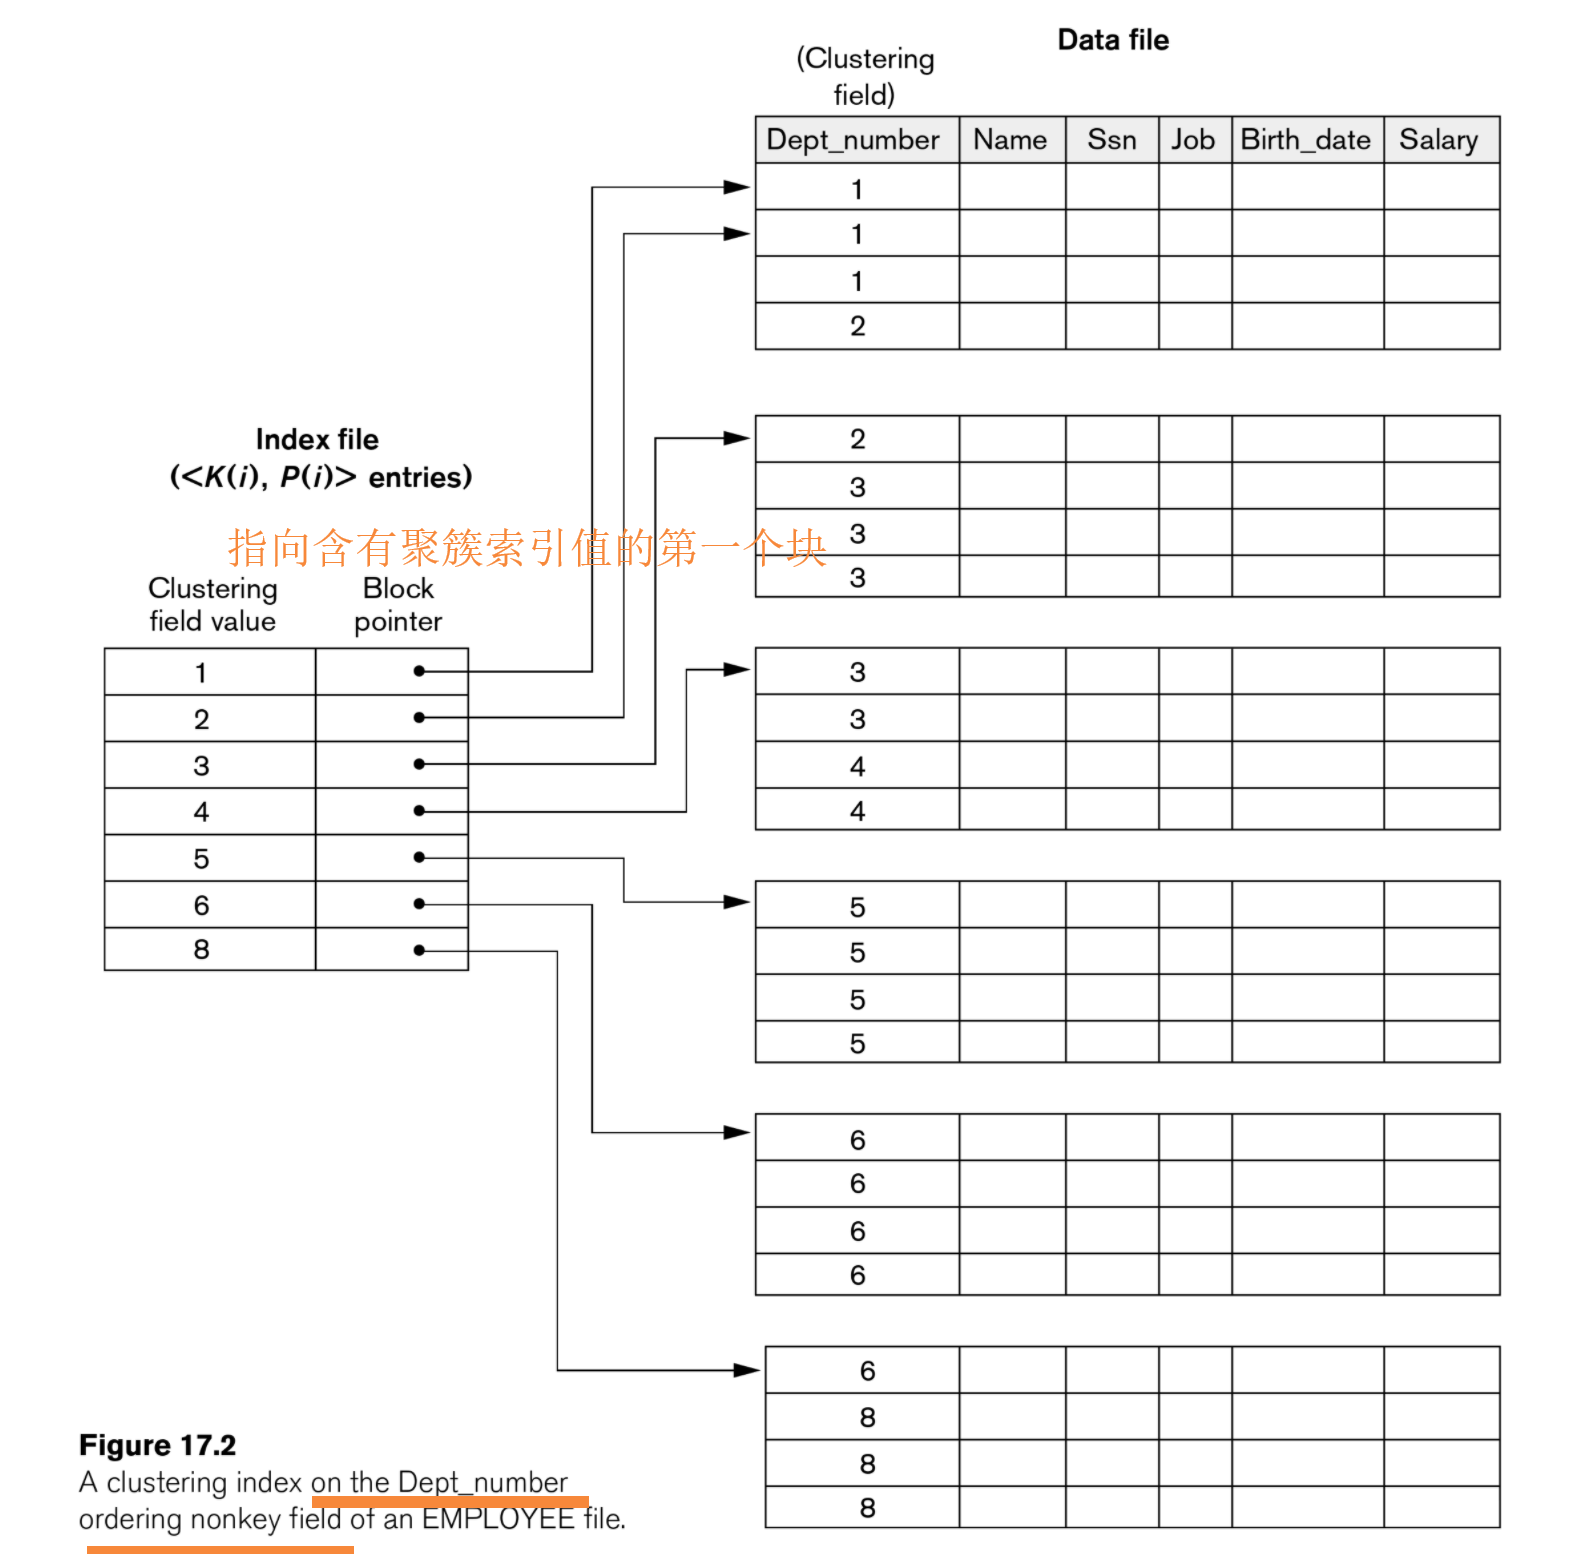 Data file
(Clustering
field)
Dept_number Name Ssn Job Birth_date Salary
1
1
1
2
2
3
3
3
3
3
4
4
5
5
5
5
6
6
6
6
6
8
8
8
Index file
(<K(i), P(i)> entries)
指向含有聚簇索引值的第一个块
Clustering
field value
Block
pointer
1
2
3
4
5
6
8
Figure 17.2
A clustering index on the Dept_number
ordering nonkey field of an EMPLOYEE file.